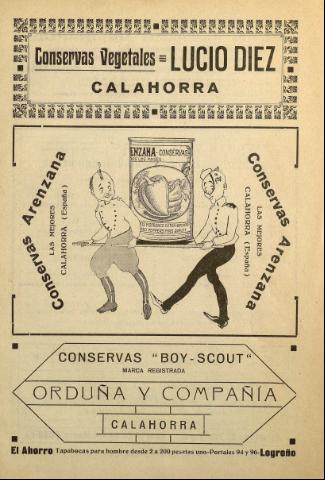 Conservas Vegetales = LUCIO DIEZ
CALAHORRA
Conservas Arenzana
LAS MEJORES
CALAHORRA (España)
ENZANA - CONSERVAS
Conservas Arenzana
LAS MEJORES
CALAHORRA (España)
CONSERVAS "BOY-SCOUT"
MARCA REGISTRADA
ORDUÑA Y COMPAÑÍA
CALAHORRA
El Ahorro Tapabocas para hombre desde 2 a 200 pesetas uno-Portales 94 y 96-Logroño